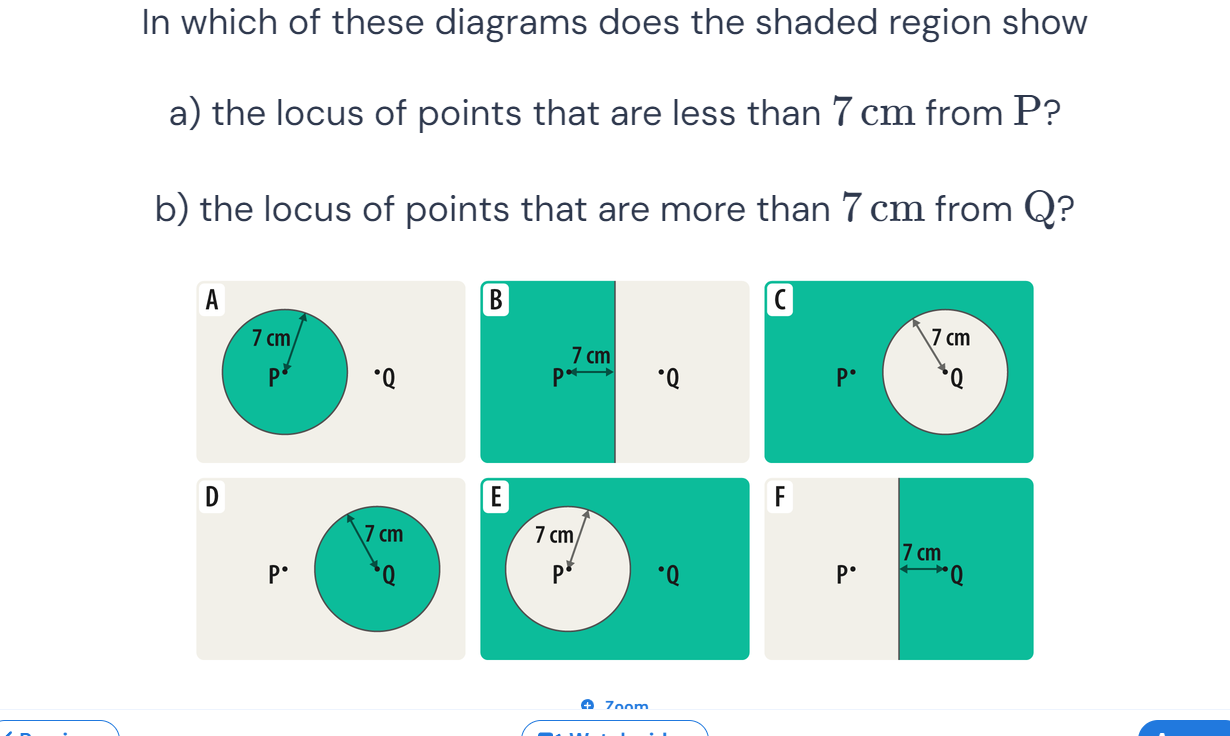 In which of these diagrams does the shaded region show
a) the locus of points that are less than 7 cm from P?
b) the locus of points that are more than 7 cm from Q?
A
7 cm
P
Q
B
7 cm
P
Q
C
7 cm
P
Q
D
7 cm
P
Q
E
7 cm
P
Q
F
7 cm
P
Q
Zoom